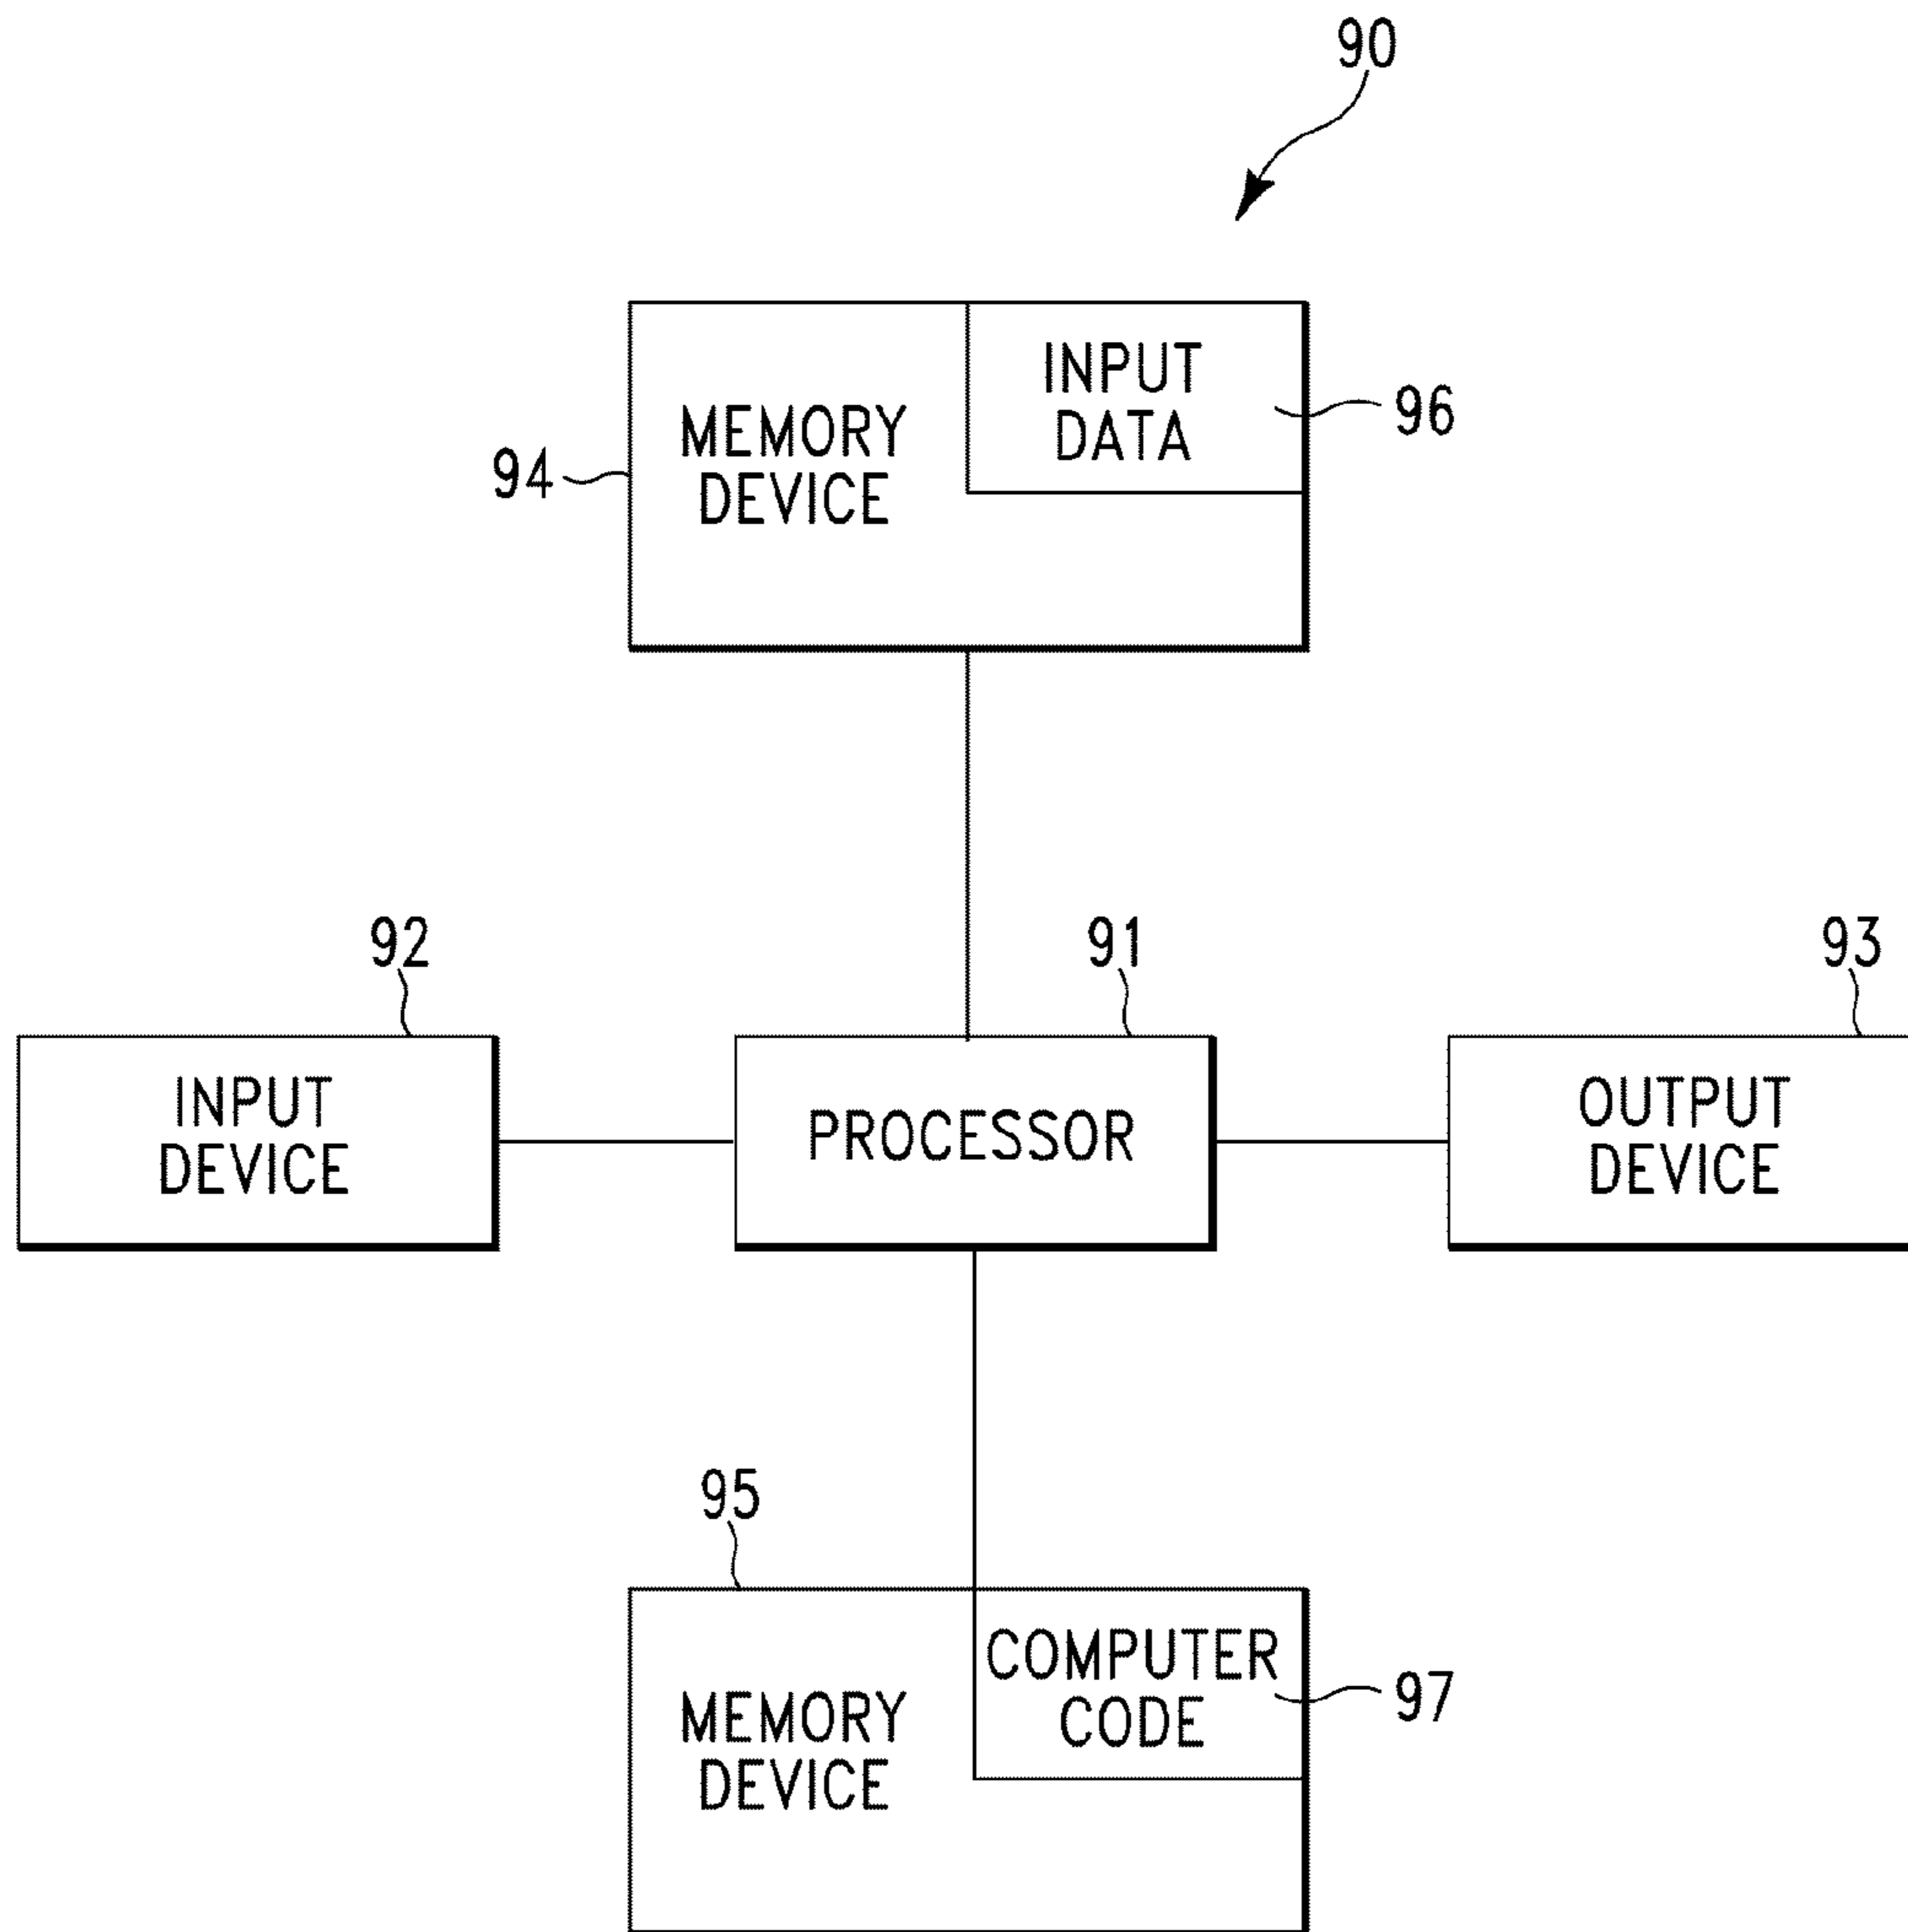 90
INPUT
DATA
96
MEMORY
DEVICE
94
92
91
93
INPUT
DEVICE
PROCESSOR
OUTPUT
DEVICE
95
COMPUTER
CODE
97
MEMORY
DEVICE